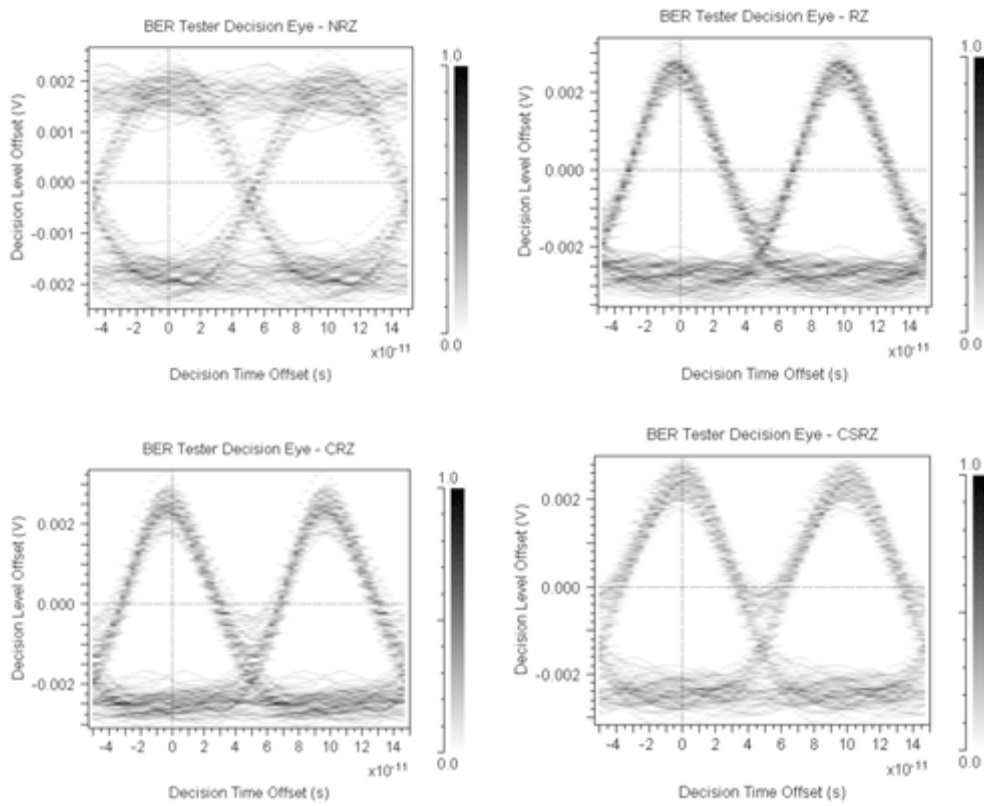 BER Tester Decision Eye - NRZ
Decision Level Offset (V)
0.002
0.001
0.000
-0.001
-0.002
-4 -2 0 2 4 6 8 10 12 14
x10-11
Decision Time Offset (s)
1.0
0.0
BER Tester Decision Eye - RZ
Decision Level Offset (V)
0.002
0.000
-0.002
-4 -2 0 2 4 6 8 10 12 14
x10-11
Decision Time Offset (s)
1.0
0.0
BER Tester Decision Eye - CRZ
Decision Level Offset (V)
0.002
0.000
-0.002
-4 -2 0 2 4 6 8 10 12 14
x10-11
Decision Time Offset (s)
1.0
0.0
BER Tester Decision Eye - CSRZ
Decision Level Offset (V)
0.002
0.000
-0.002
-4 -2 0 2 4 6 8 10 12 14
x10-11
Decision Time Offset (s)
1.0
0.0